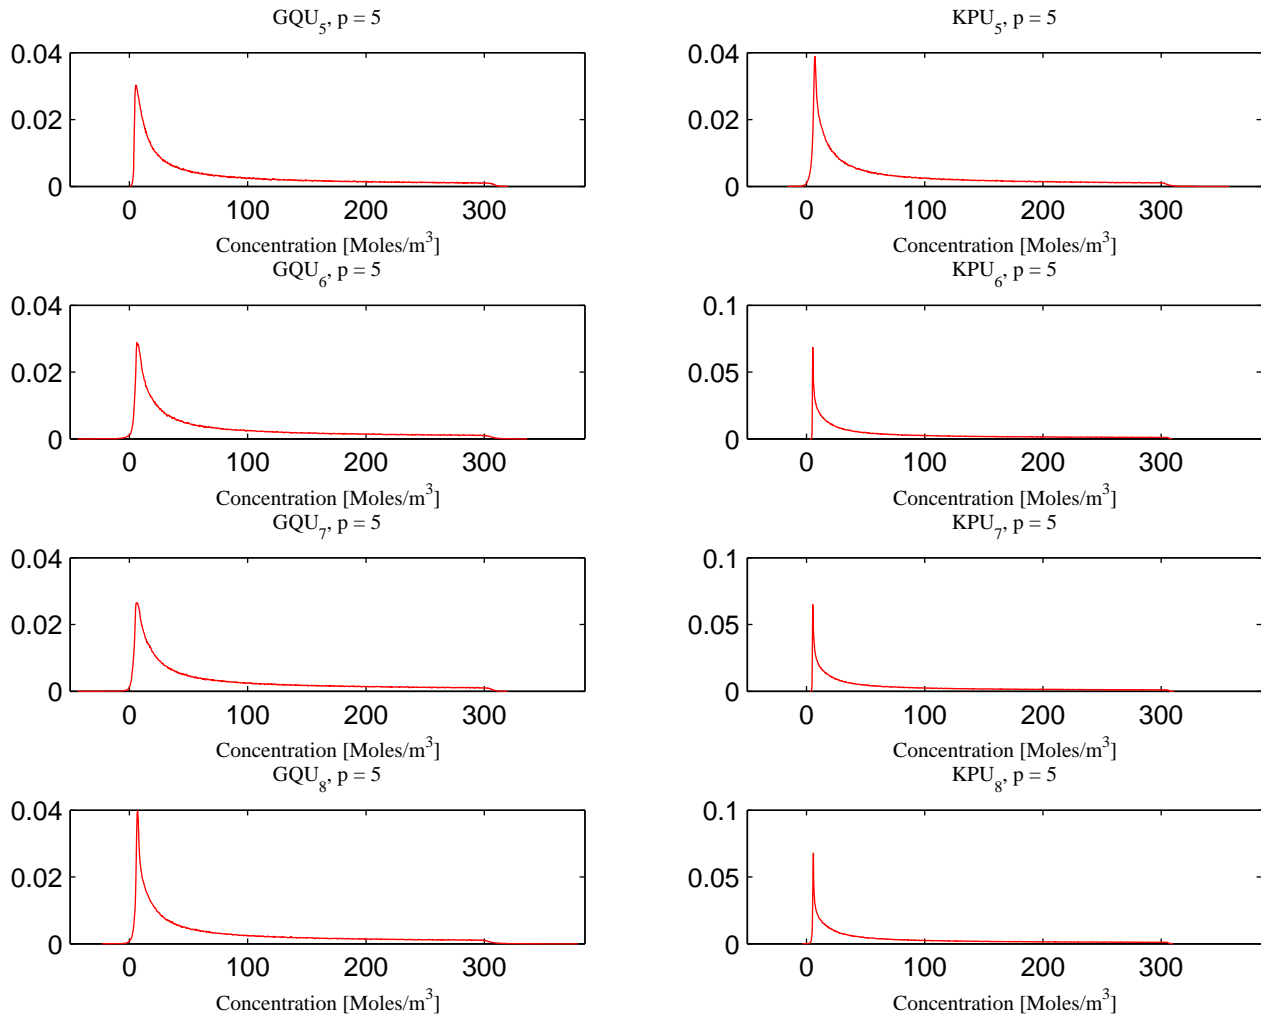 GQU₅, p = 5
0.04
0.02
0
0 100 200 300
Concentration [Moles/m³]
KPU₅, p = 5
0.04
0.02
0
0 100 200 300
Concentration [Moles/m³]
GQU₆, p = 5
0.04
0.02
0
0 100 200 300
Concentration [Moles/m³]
KPU₆, p = 5
0.1
0.05
0
0 100 200 300
Concentration [Moles/m³]
GQU₇, p = 5
0.04
0.02
0
0 100 200 300
Concentration [Moles/m³]
KPU₇, p = 5
0.1
0.05
0
0 100 200 300
Concentration [Moles/m³]
GQU₈, p = 5
0.04
0.02
0
0 100 200 300
Concentration [Moles/m³]
KPU₈, p = 5
0.1
0.05
0
0 100 200 300
Concentration [Moles/m³]